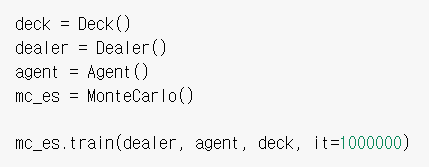 deck = Deck()
dealer = Dealer()
agent = Agent()
mc_es = MonteCarlo()
mc_es.train(dealer, agent, deck, it=1000000)